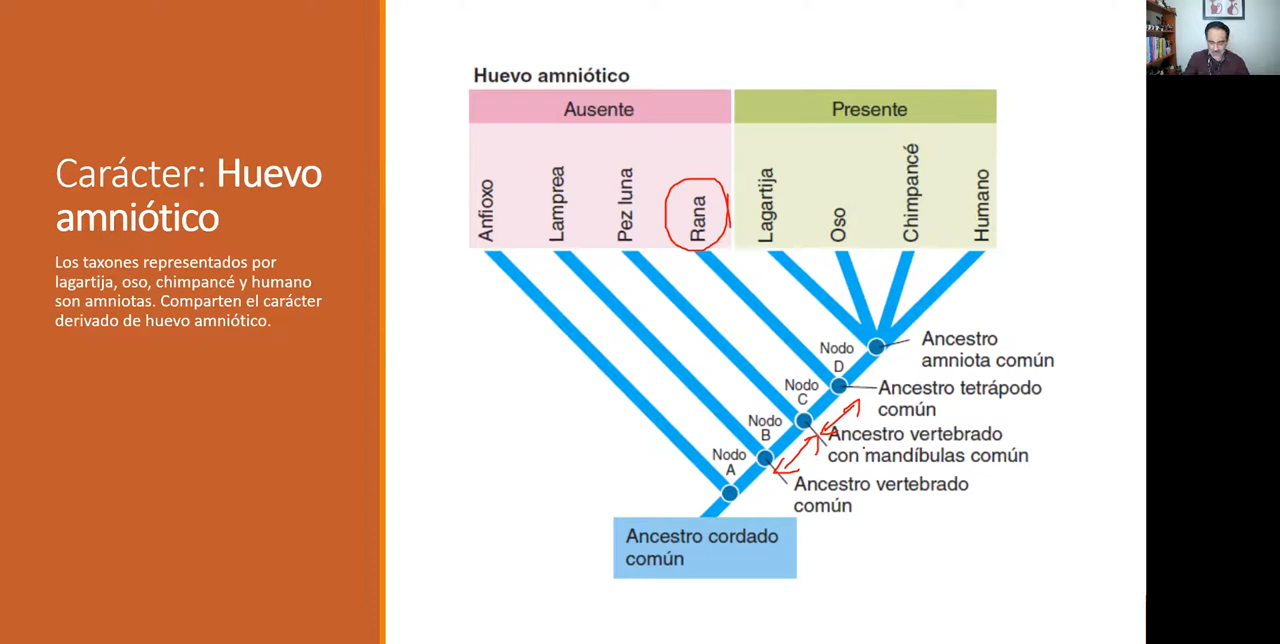 Carácter: Huevo
amniótico
Los taxones representados por
lagartija, oso, chimpancé y humano
son amniotas. Comparten el carácter
derivado de huevo amniótico.
Huevo amniótico
Ausente
Presente
Anfioxo
Lamprea
Pez luna
Rana
Lagartija
Oso
Chimpancé
Humano
Nodo
D
Ancestro
amniota común
Nodo
C
Ancestro tetrápodo
común
Nodo
B
Ancestro vertebrado
con mandíbulas común
Nodo
A
Ancestro vertebrado
común
Ancestro cordado
común